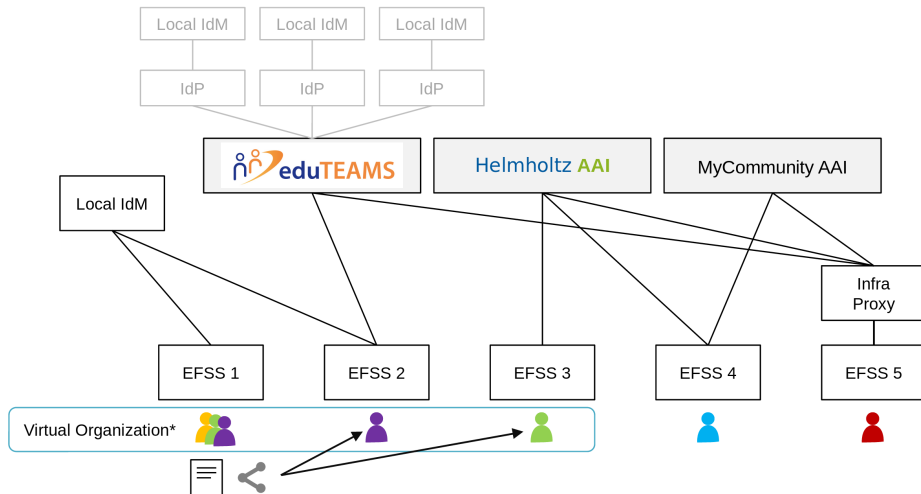 Local IdM
Local IdM
Local IdM
IdP
IdP
IdP
eduTEAMS
Helmholtz AAI
MyCommunity AAI
Local IdM
Infra
Proxy
EFSS 1
EFSS 2
EFSS 3
EFSS 4
EFSS 5
Virtual Organization*